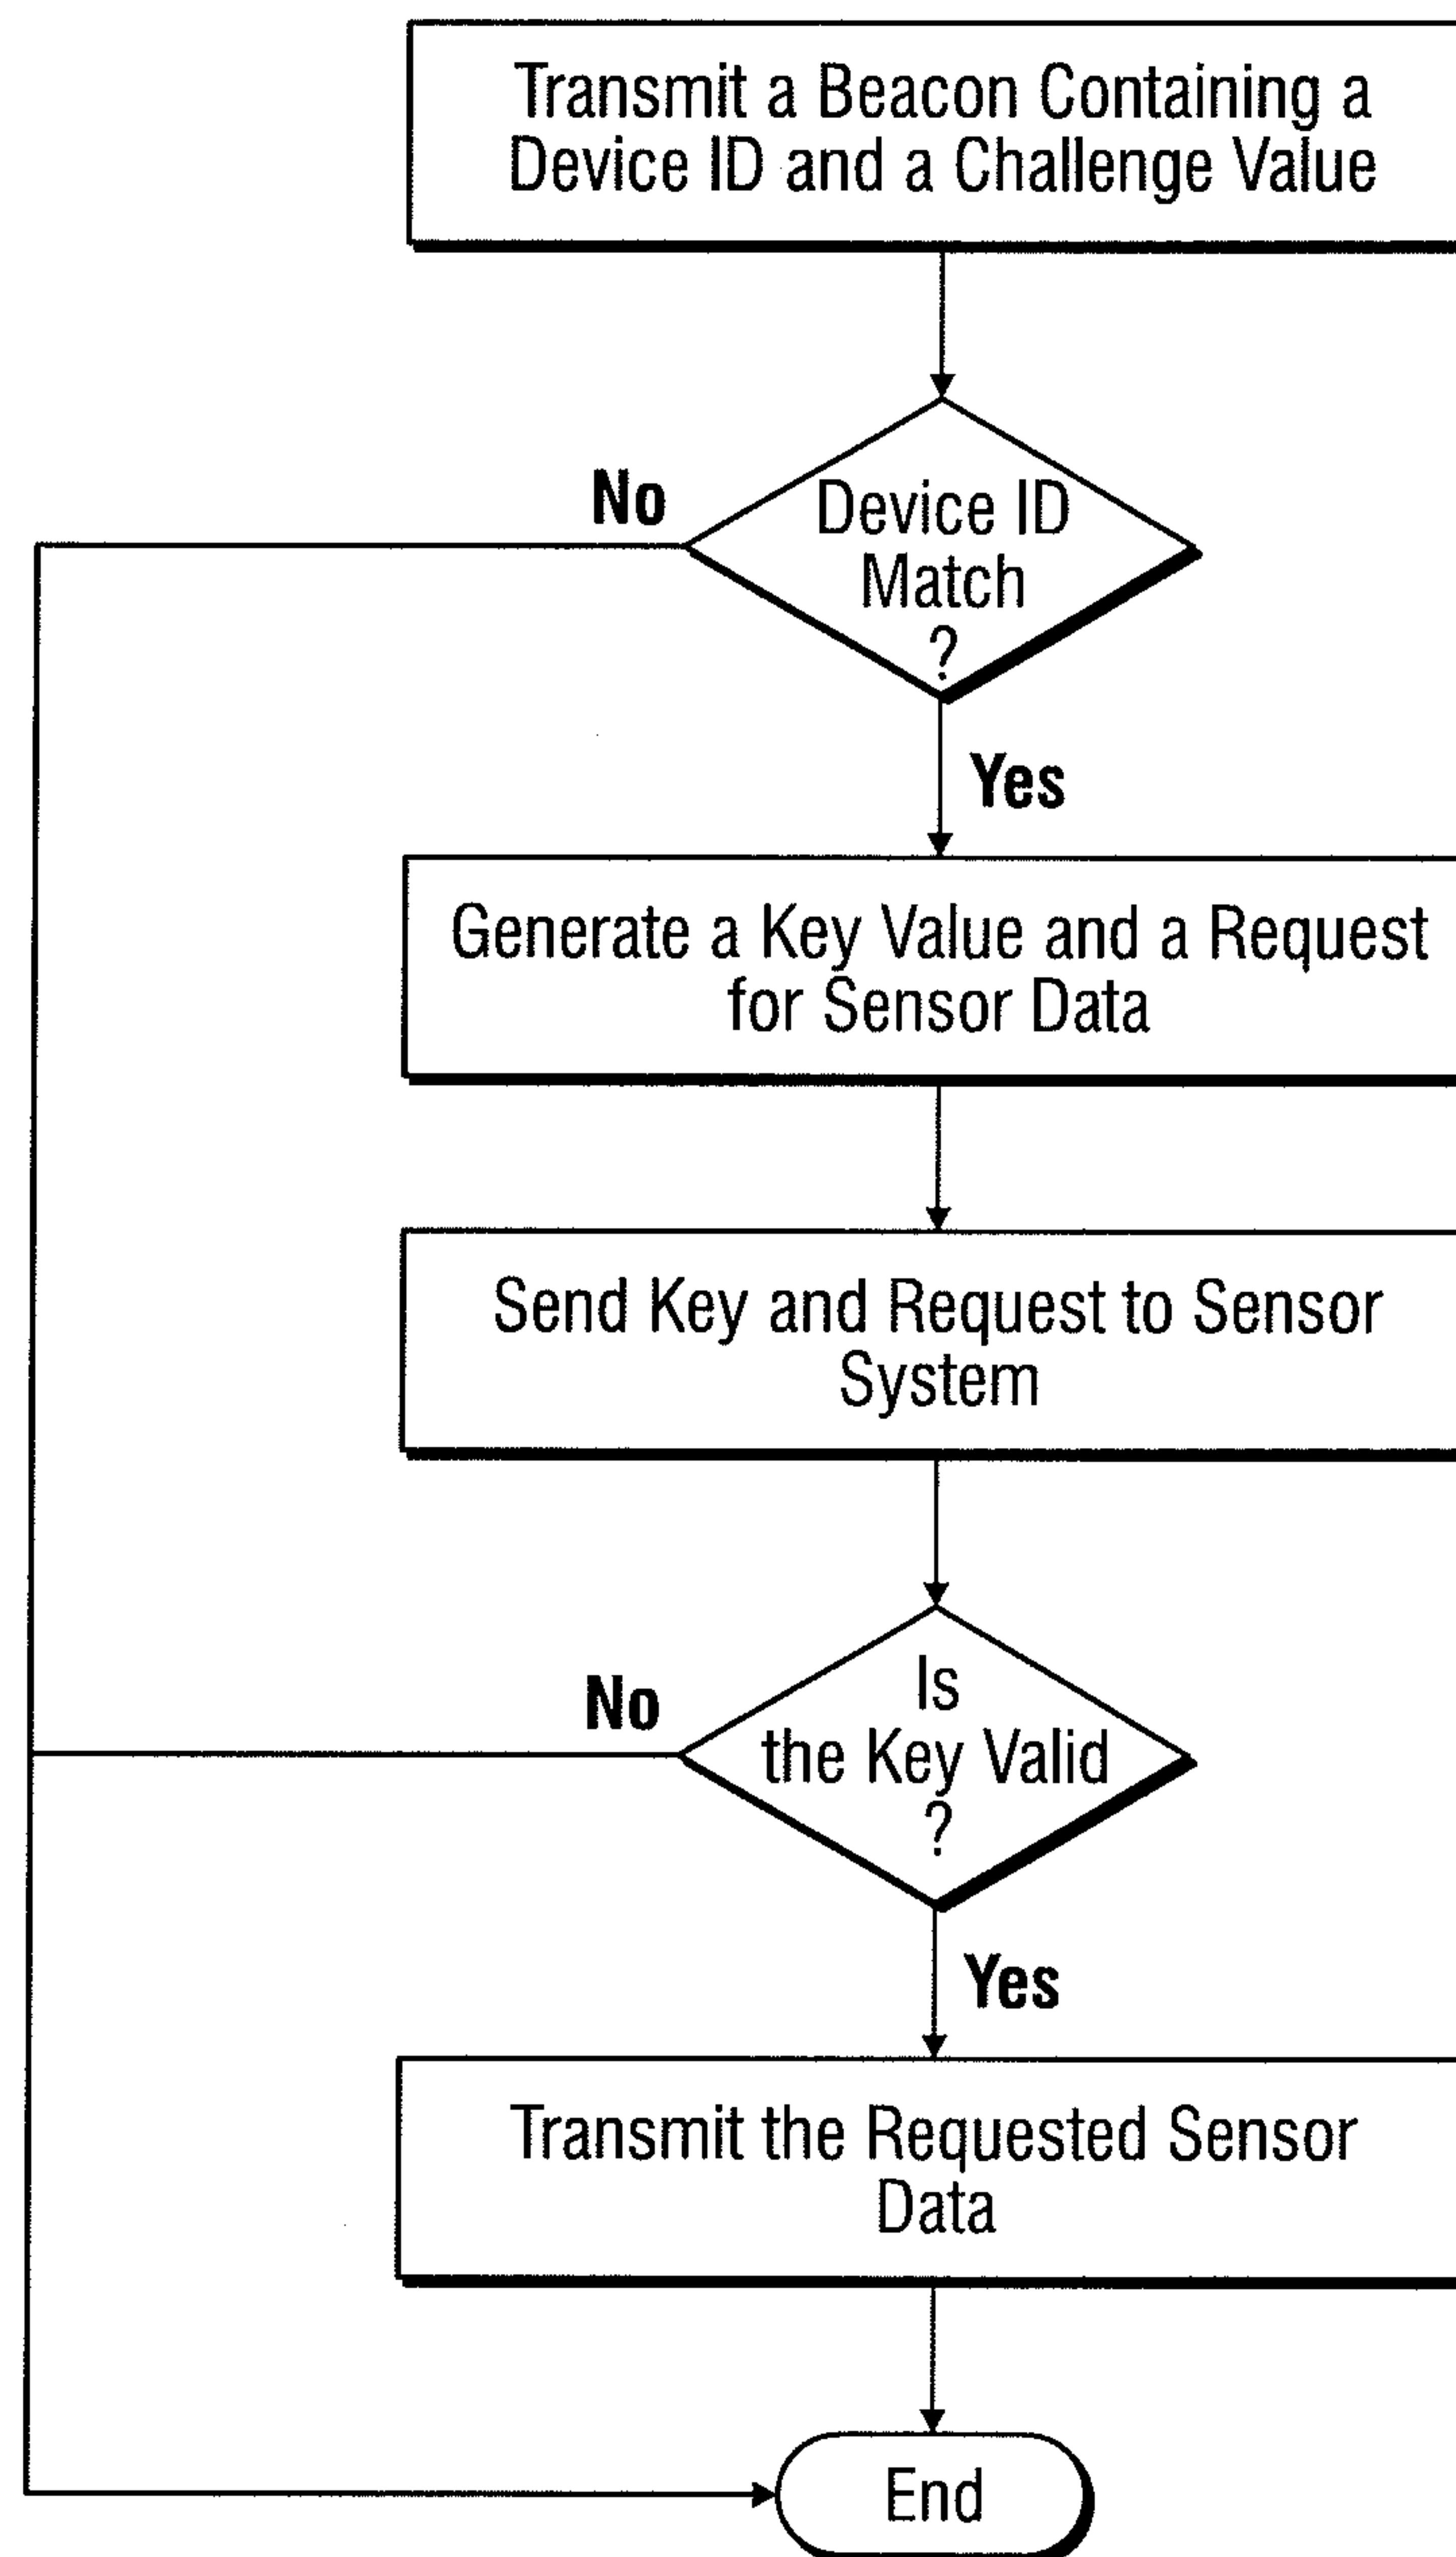 Transmit a Beacon Containing a
Device ID and a Challenge Value
No
Device ID
Match
?
Yes
Generate a Key Value and a Request
for Sensor Data
Send Key and Request to Sensor
System
No
Is
the Key Valid
?
Yes
Transmit the Requested Sensor
Data
End